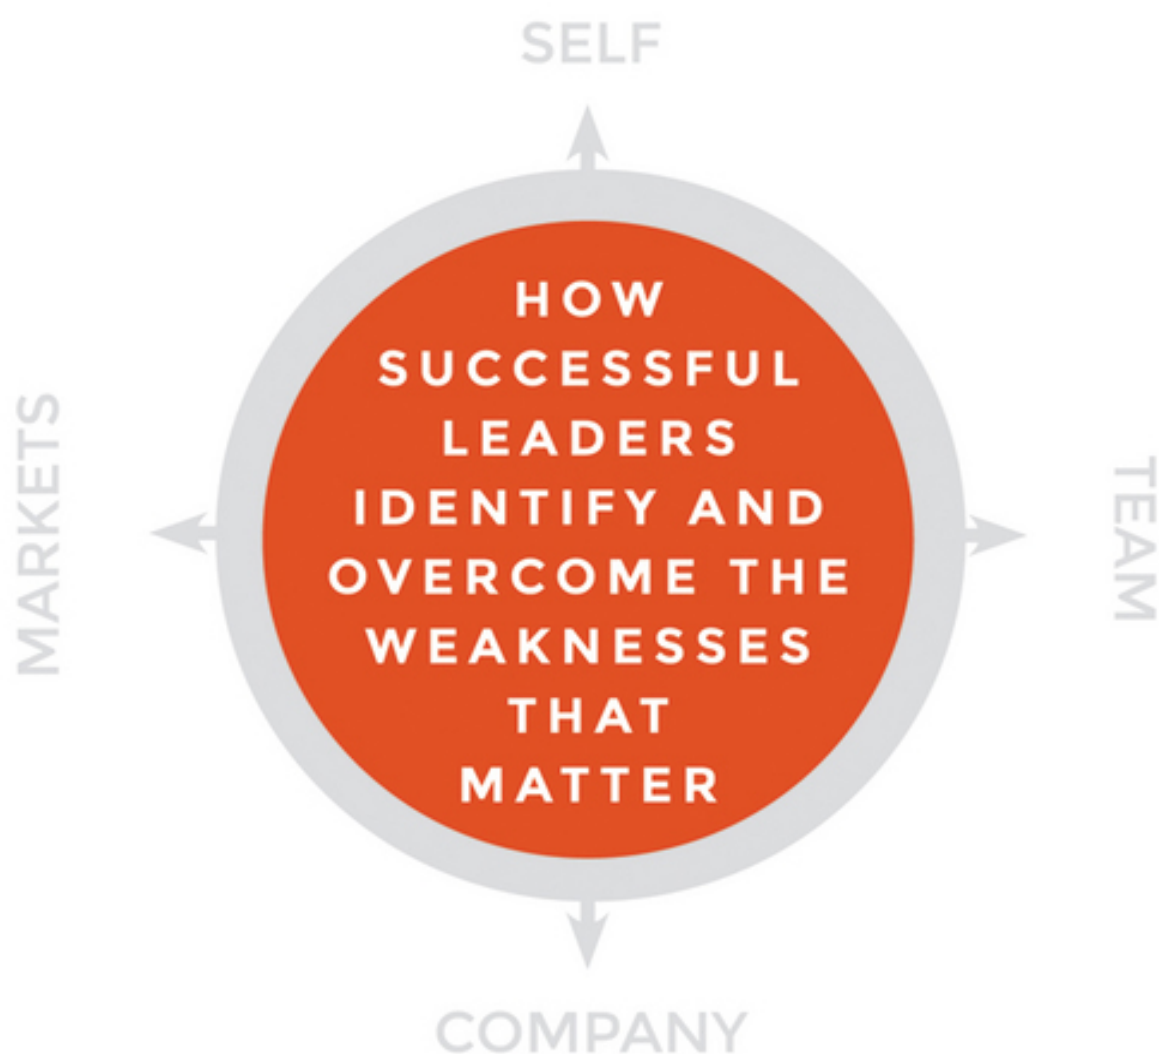 SELF
HOW
SUCCESSFUL
LEADERS
IDENTIFY AND
OVERCOME THE
WEAKNESSES
THAT
MATTER
MARKETS
TEAM
COMPANY